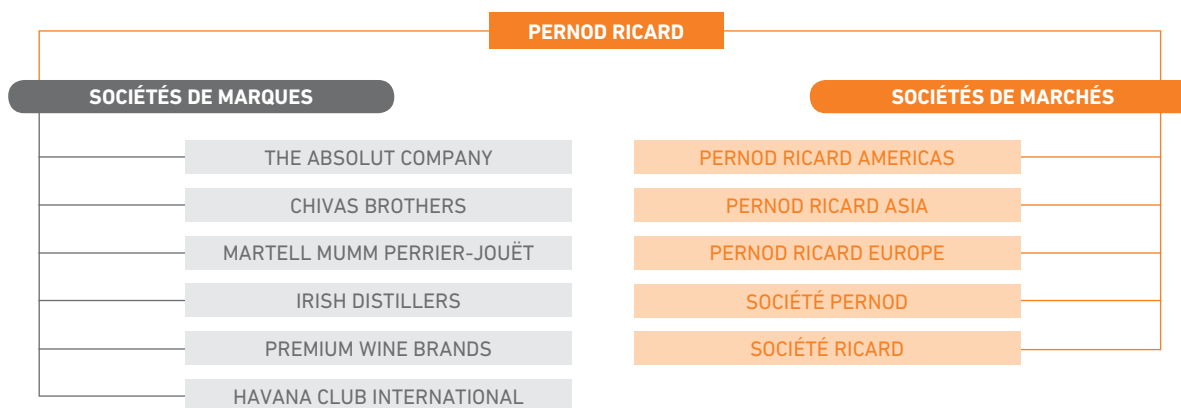 PERNOD RICARD
SOCIÉTÉS DE MARQUES
THE ABSOLUT COMPANY
CHIVAS BROTHERS
MARTELL MUMM PERRIER-JOUËT
IRISH DISTILLERS
PREMIUM WINE BRANDS
HAVANA CLUB INTERNATIONAL
SOCIÉTÉS DE MARCHÉS
PERNOD RICARD AMERICAS
PERNOD RICARD ASIA
PERNOD RICARD EUROPE
SOCIÉTÉ PERNOD
SOCIÉTÉ RICARD